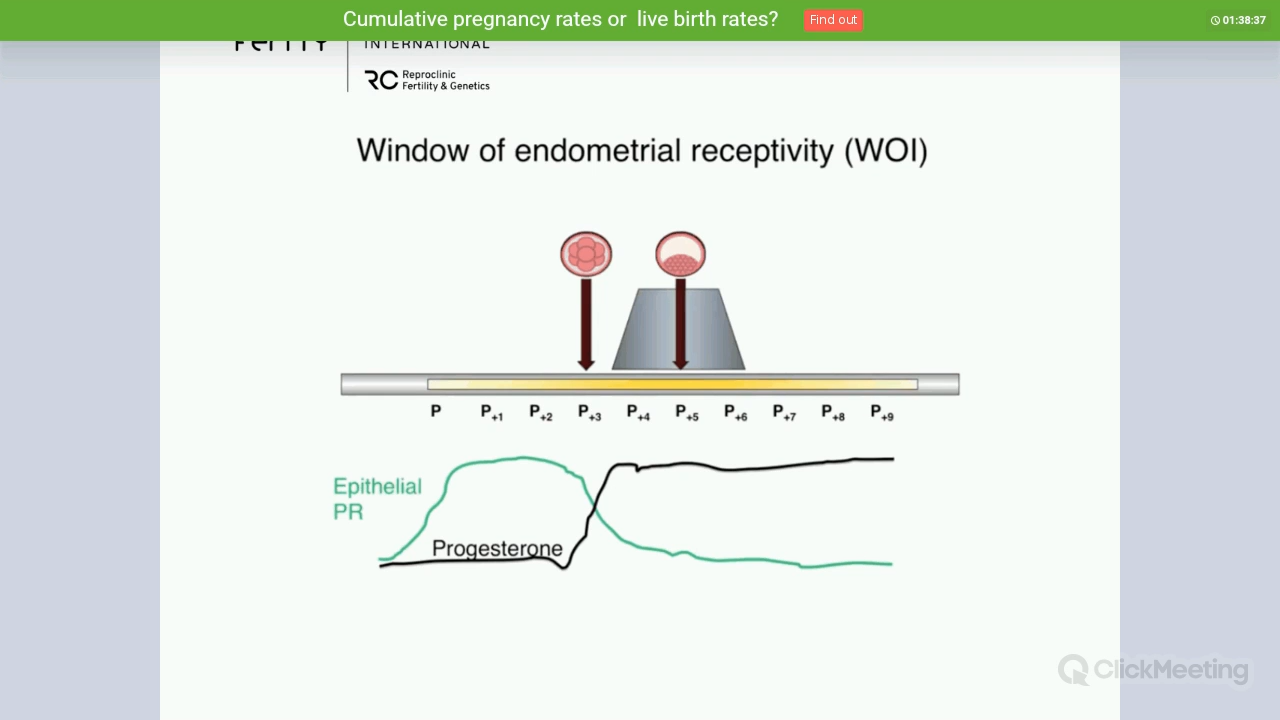 Cumulative pregnancy rates or live birth rates?
Find out
01:38:37
INTERNATIONAL
RC Reproclinic
Fertility & Genetics
Window of endometrial receptivity (WOI)
P P+1 P+2 P+3 P+4 P+5 P+6 P+7 P+8 P+9
Epithelial
PR
Progesterone
ClickMeeting